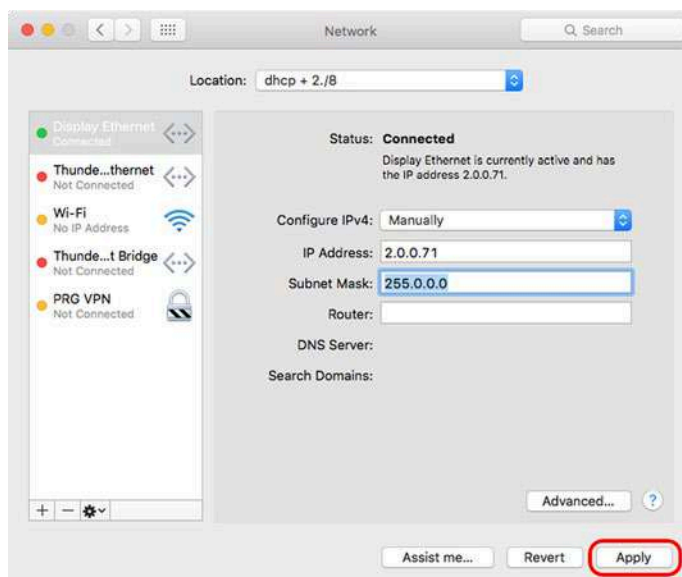 Network
Search
Location: dhcp + 2./8
Display Ethernet
Connected
Thunde...thernet
Not Connected
Wi-Fi
No IP Address
Thunde...t Bridge
Not Connected
PRG VPN
Not Connected
Status: Connected
Display Ethernet is currently active and has
the IP address 2.0.0.71.
Configure IPv4: Manually
IP Address: 2.0.0.71
Subnet Mask: 255.0.0.0
Router:
DNS Server:
Search Domains:
Advanced... ?
Assist me... Revert Apply